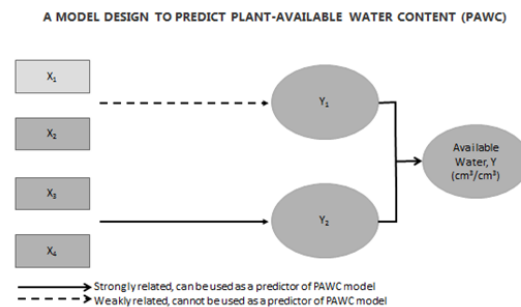 A MODEL DESIGN TO PREDICT PLANT-AVAILABLE WATER CONTENT (PAWC)
X₁
X₂
X₃
X₄
Y₁
Y₂
Available
Water, Y
(cm³/cm³)
Strongly related, can be used as a predictor of PAWC model
Weakly related, cannot be used as a predictor of PAWC model